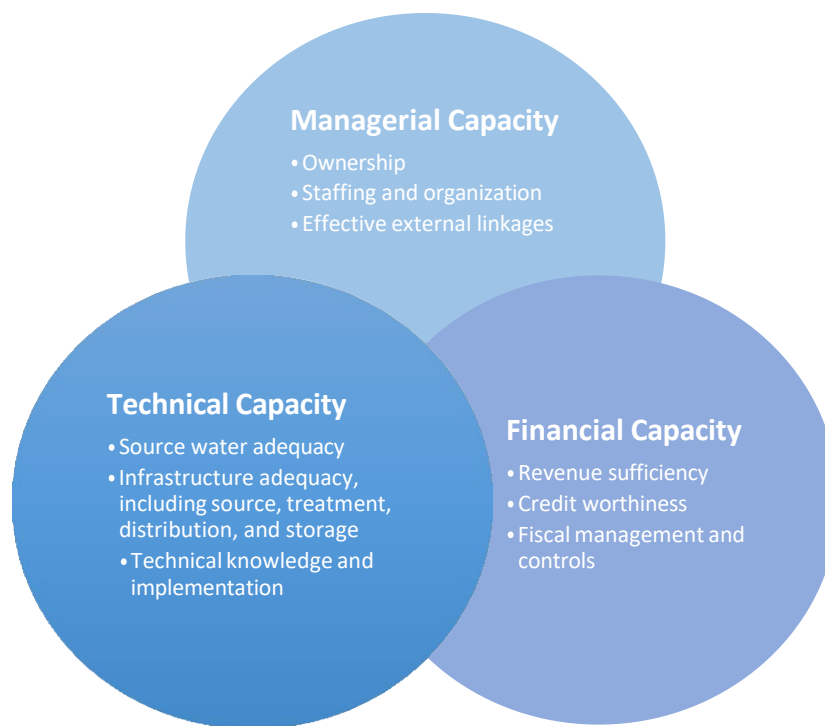 Managerial Capacity
•Ownership
•Staffing and organization
•Effective external linkages
Technical Capacity
•Source water adequacy
•Infrastructure adequacy,
including source, treatment,
distribution, and storage
•Technical knowledge and
implementation
Financial Capacity
•Revenue sufficiency
•Credit worthiness
•Fiscal management and
controls